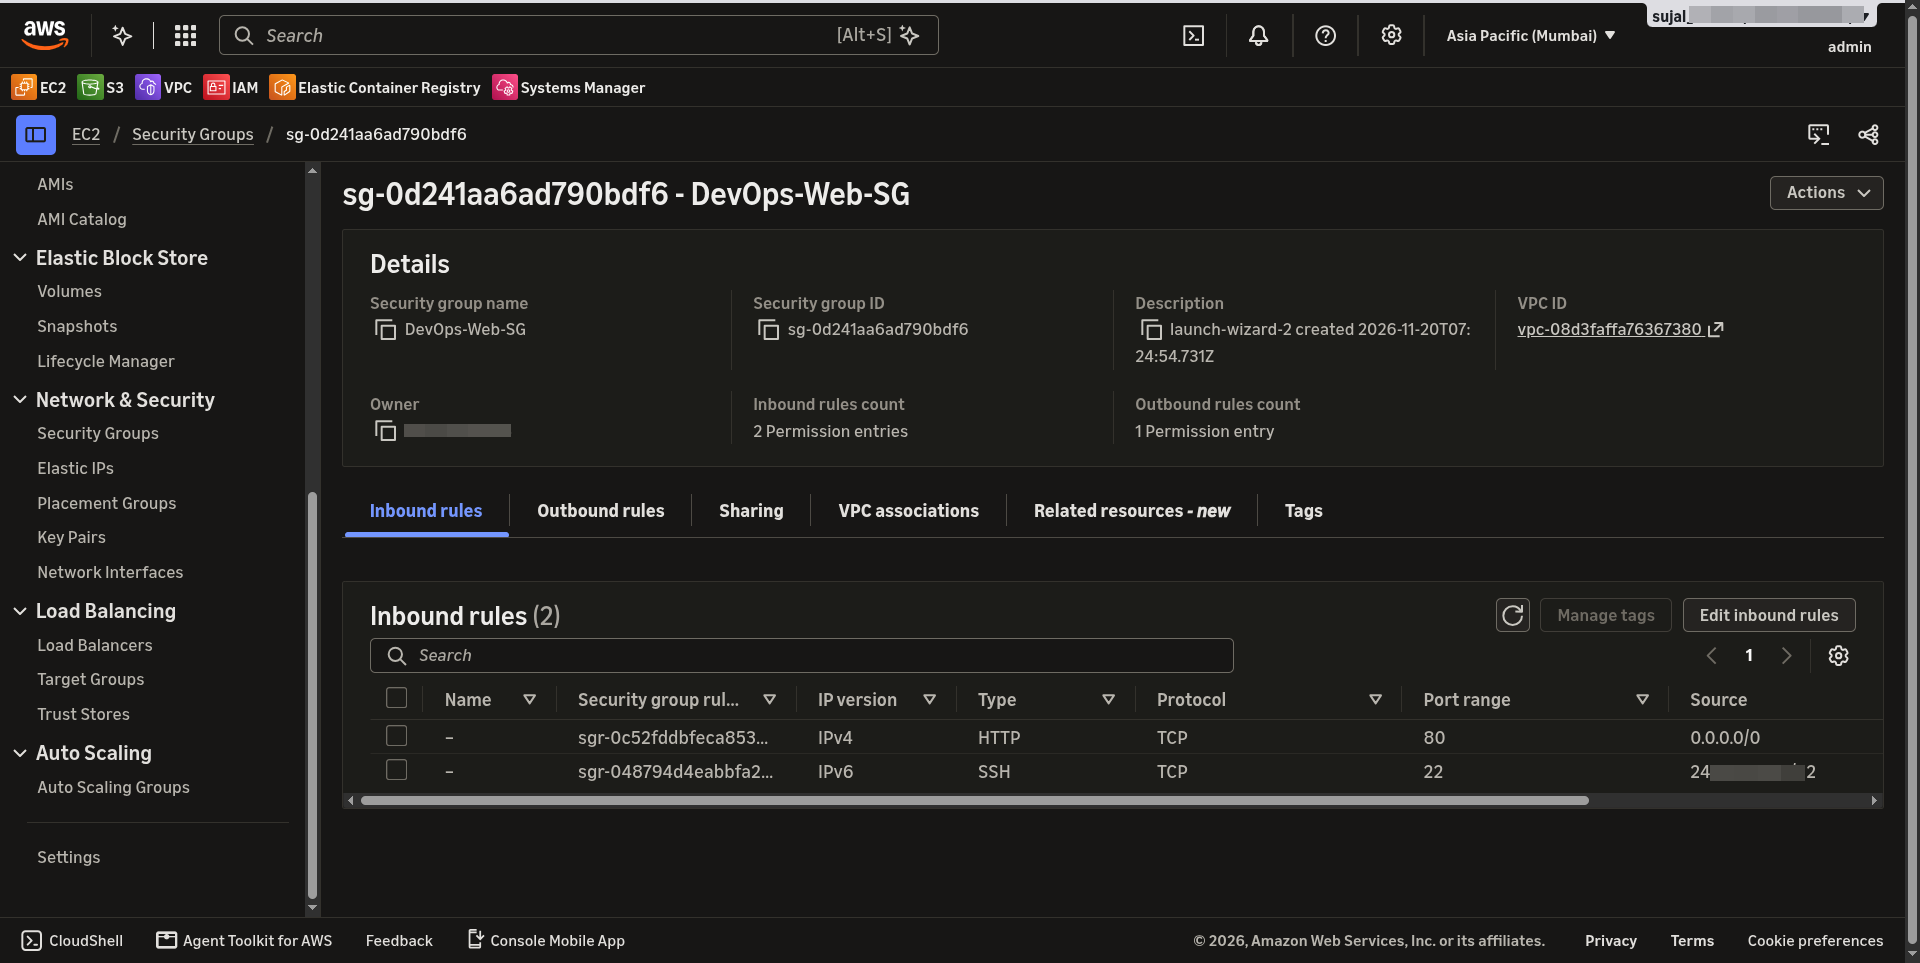 aws
Search [Alt+S]
Asia Pacific (Mumbai)
sujal_
admin
EC2 S3 VPC IAM Elastic Container Registry Systems Manager
EC2 / Security Groups / sg-0d241aa6ad790bdf6
AMIs
AMI Catalog
Elastic Block Store
Volumes
Snapshots
Lifecycle Manager
Network & Security
Security Groups
Elastic IPs
Placement Groups
Key Pairs
Network Interfaces
Load Balancing
Load Balancers
Target Groups
Trust Stores
Auto Scaling
Auto Scaling Groups
Settings
sg-0d241aa6ad790bdf6 - DevOps-Web-SG
Actions
Details
Security group name
DevOps-Web-SG
Security group ID
sg-0d241aa6ad790bdf6
Description
launch-wizard-2 created 2026-11-20T07:
24:54.731Z
VPC ID
vpc-08d3faffa76367380
Owner
Inbound rules count
2 Permission entries
Outbound rules count
1 Permission entry
Inbound rules Outbound rules Sharing VPC associations Related resources - new Tags
Inbound rules (2)
Manage tags Edit inbound rules
Search
1
Name Security group rul... IP version Type Protocol Port range Source
– sgr-0c52fddbfeca853... IPv4 HTTP TCP 80 0.0.0.0/0
– sgr-048794d4eabbfa2... IPv6 SSH TCP 22 24 2
CloudShell Agent Toolkit for AWS Feedback Console Mobile App
© 2026, Amazon Web Services, Inc. or its affiliates. Privacy Terms Cookie preferences